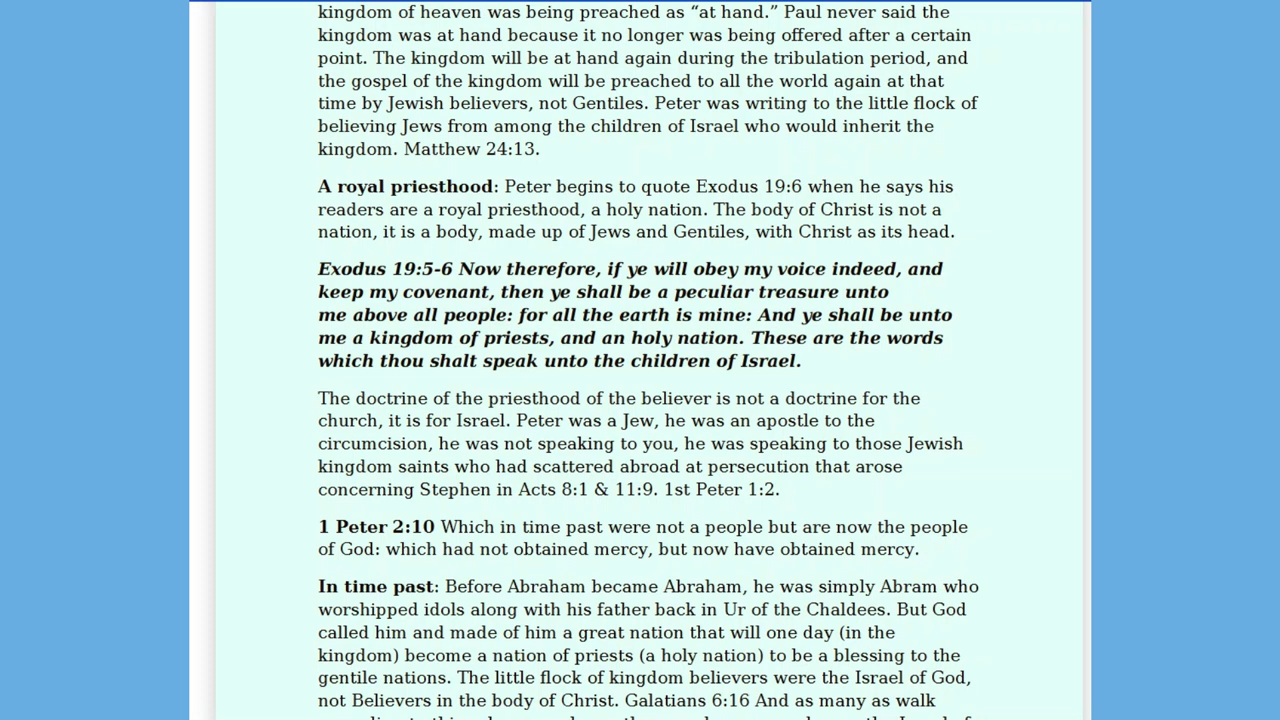 kingdom of heaven was being preached as “at hand.” Paul never said the
kingdom was at hand because it no longer was being offered after a certain
point. The kingdom will be at hand again during the tribulation period, and
the gospel of the kingdom will be preached to all the world again at that
time by Jewish believers, not Gentiles. Peter was writing to the little flock of
believing Jews from among the children of Israel who would inherit the
kingdom. Matthew 24:13.
A royal priesthood: Peter begins to quote Exodus 19:6 when he says his
readers are a royal priesthood, a holy nation. The body of Christ is not a
nation, it is a body, made up of Jews and Gentiles, with Christ as its head.
Exodus 19:5-6 Now therefore, if ye will obey my voice indeed, and
keep my covenant, then ye shall be a peculiar treasure unto
me above all people: for all the earth is mine: And ye shall be unto
me a kingdom of priests, and an holy nation. These are the words
which thou shalt speak unto the children of Israel.
The doctrine of the priesthood of the believer is not a doctrine for the
church, it is for Israel. Peter was a Jew, he was an apostle to the
circumcision, he was not speaking to you, he was speaking to those Jewish
kingdom saints who had scattered abroad at persecution that arose
concerning Stephen in Acts 8:1 & 11:9. 1st Peter 1:2.
1 Peter 2:10 Which in time past were not a people but are now the people
of God: which had not obtained mercy, but now have obtained mercy.
In time past: Before Abraham became Abraham, he was simply Abram who
worshipped idols along with his father back in Ur of the Chaldees. But God
called him and made of him a great nation that will one day (in the
kingdom) become a nation of priests (a holy nation) to be a blessing to the
gentile nations. The little flock of kingdom believers were the Israel of God,
not Believers in the body of Christ. Galatians 6:16 And as many as walk